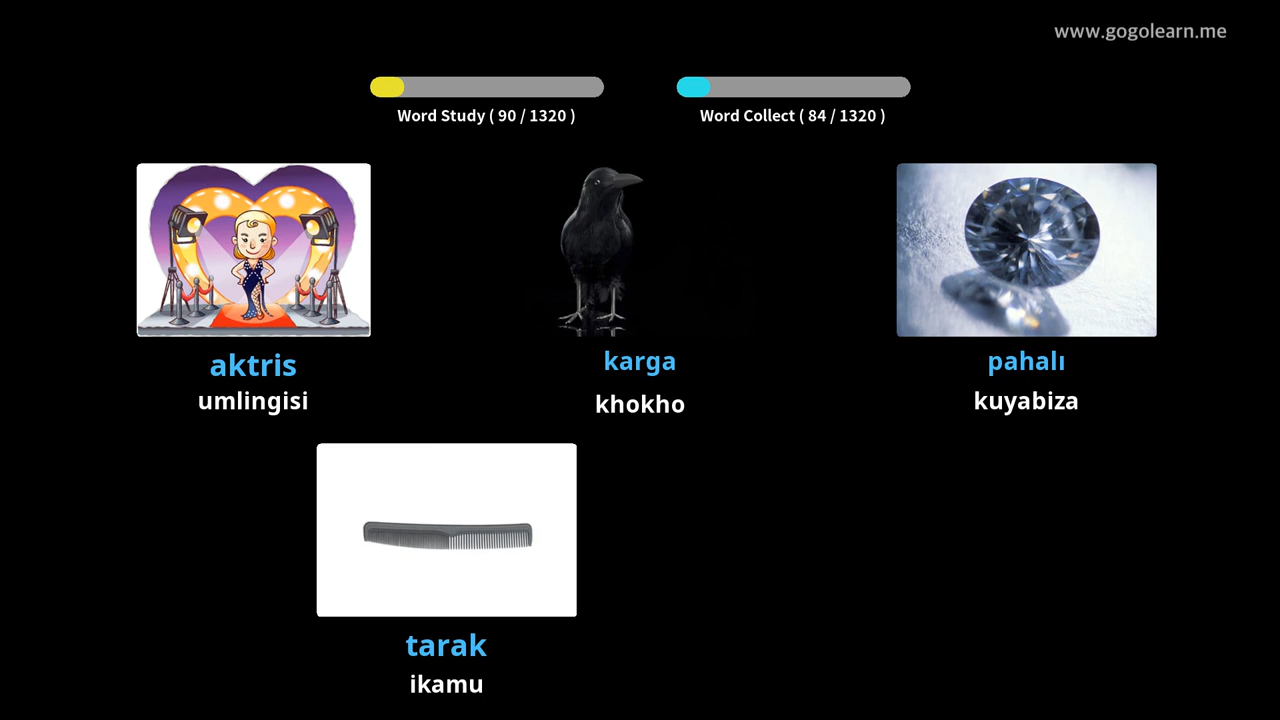 www.gogolearn.me
Word Study ( 90 / 1320 )
Word Collect ( 84 / 1320 )
aktris
umlingisi
karga
khokho
pahalı
kuyabiza
tarak
ikamu